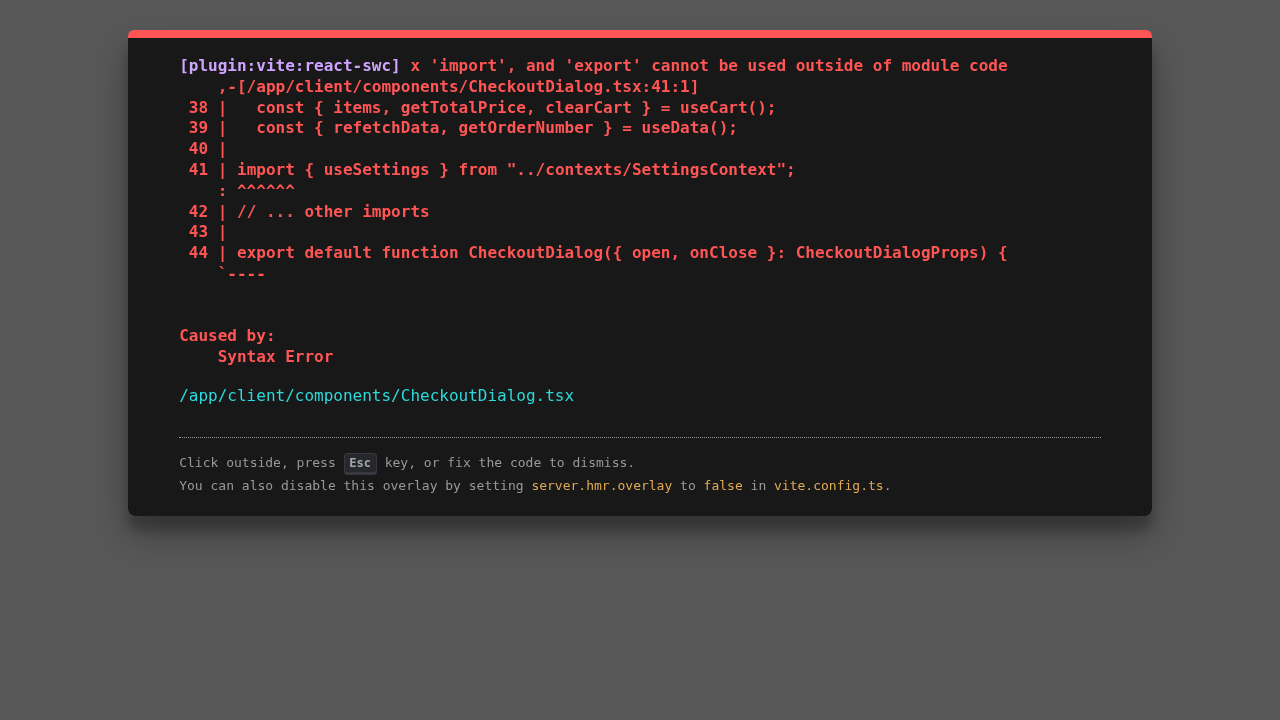 [plugin:vite:react-swc] x 'import', and 'export' cannot be used outside of module code
    ,-[/app/client/components/CheckoutDialog.tsx:41:1]
 38 |   const { items, getTotalPrice, clearCart } = useCart();
 39 |   const { refetchData, getOrderNumber } = useData();
 40 |
 41 | import { useSettings } from "../contexts/SettingsContext";
    : ^^^^^^
 42 | // ... other imports
 43 |
 44 | export default function CheckoutDialog({ open, onClose }: CheckoutDialogProps) {
    `----
Caused by:
    Syntax Error
/app/client/components/CheckoutDialog.tsx
Click outside, press Esc key, or fix the code to dismiss.
You can also disable this overlay by setting server.hmr.overlay to false in vite.config.ts.